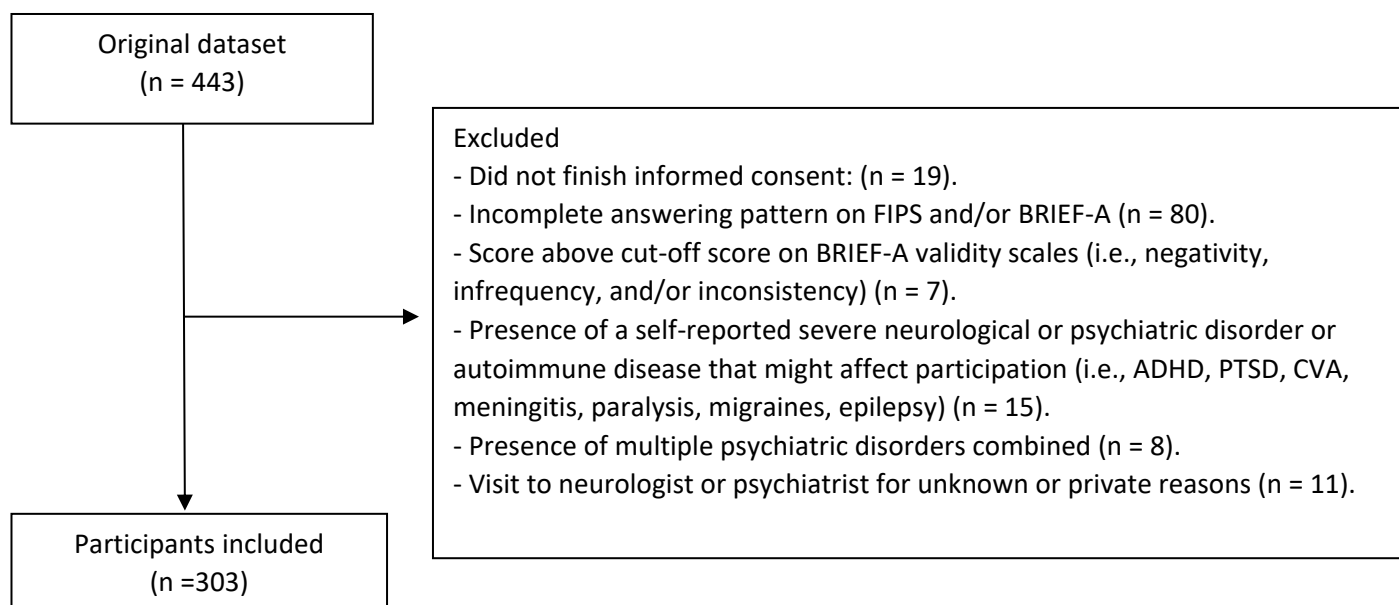 Original dataset
(n = 443)
Excluded
- Did not finish informed consent: (n = 19).
- Incomplete answering pattern on FIPS and/or BRIEF-A (n = 80).
- Score above cut-off score on BRIEF-A validity scales (i.e., negativity,
infrequency, and/or inconsistency) (n = 7).
- Presence of a self-reported severe neurological or psychiatric disorder or
autoimmune disease that might affect participation (i.e., ADHD, PTSD, CVA,
meningitis, paralysis, migraines, epilepsy) (n = 15).
- Presence of multiple psychiatric disorders combined (n = 8).
- Visit to neurologist or psychiatrist for unknown or private reasons (n = 11).
Participants included
(n =303)